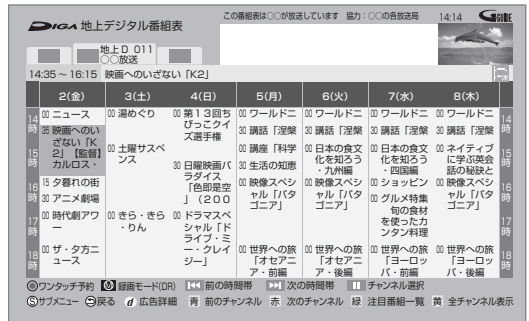 この番組表は○○が放送しています 協力:○○の各放送局 14:14 GGUIDE
DIGA 地上デジタル番組表
地上D 011
○○放送
14:35～16:15 映画へのいざない「K2」
2(金) 3(土) 4(日) 5(月) 6(火) 7(水) 8(木)
14時
15時
16時
17時
18時
00 ニュース
35 映画へのい
ざない「K
2」【監督】
カルロス・
15 夕暮れの街
30 アニメ劇場
00 時代劇アワ
ー
00 ザ・夕方ニ
ュース
00 湯めぐり
00 土曜サスペ
ンス
00 きら・きら
・りん
00 第13回ち
びっこクイ
ズ選手権
30 日曜映画パ
ラダイス
「色即是空
」(200
00 ドラマスペ
シャル「ド
ライブ・ミ
ー・クレイ
ジー」
00 ワールドニ
30 講話「涅槃
00 講座「科学
30 生活の知恵
00 映像スペシ
ャル「パタ
ゴニア」
00 世界への旅
「オセアニ
ア・前編
00 ワールドニ
30 講話「涅槃
00 日本の食文
化を知ろう
・九州編
00 映像スペシ
ャル「パタ
ゴニア」
00 世界への旅
「オセアニ
ア・後編
00 ワールドニ
30 講話「涅槃
00 日本の食文
化を知ろう
・四国編
00 ショッピン
30 グルメ特集
旬の食材
を使ったカ
ンタン料理
00 世界への旅
「ヨーロッ
パ・前編
00 ワールドニ
30 講話「涅槃
00 ネイティブ
に学ぶ英会
話の秘訣と
00 映像スペシ
ャル「パタ
ゴニア」
00 世界への旅
「ヨーロッ
パ・後編
ワンタッチ予約 録画モード(DR) 前の時間帯 次の時間帯 チャンネル選択
Sサブメニュー 戻る d 広告詳細 青 前のチャンネル 赤 次のチャンネル 緑 注目番組一覧 黄 全チャンネル表示